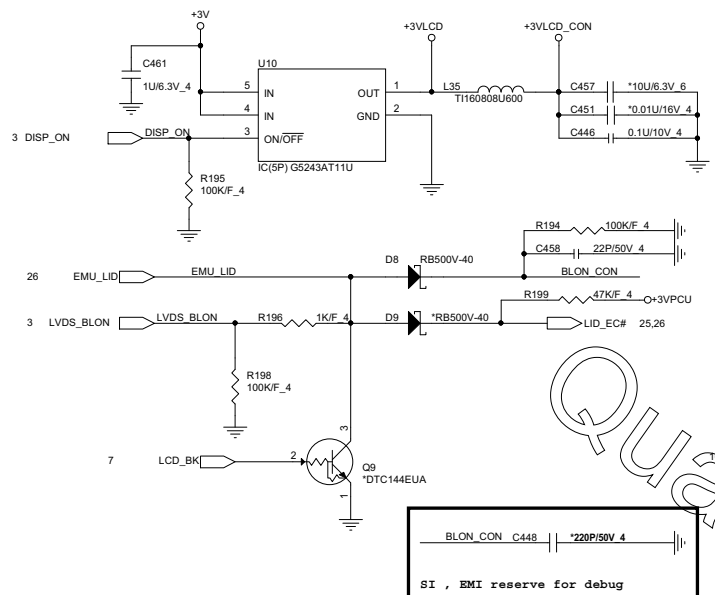 +3V
+3VLCD
+3VLCD_CON
C461
1U/6.3V_4
U10
5 IN
4 IN
3 ON/OFF
OUT 1
GND 2
IC(5P) G5243AT11U
L35
TI160808U600
C457 *10U/6.3V_6
C451 *0.01U/16V_4
C446 0.1U/10V_4
3 DISP_ON DISP_ON
R195
100K/F_4
R194 100K/F_4
C458 22P/50V_4
26 EMU_LID EMU_LID
D8 RB500V-40
BLON_CON
R199 47K/F_4
+3VPCU
3 LVDS_BLON LVDS_BLON
R196 1K/F_4
D9 *RB500V-40
LID_EC# 25,26
R198
100K/F_4
3
7 LCD_BK 2
Q9
*DTC144EUA
1
Qua
BLON_CON C448 *220P/50V_4
SI , EMI reserve for debug